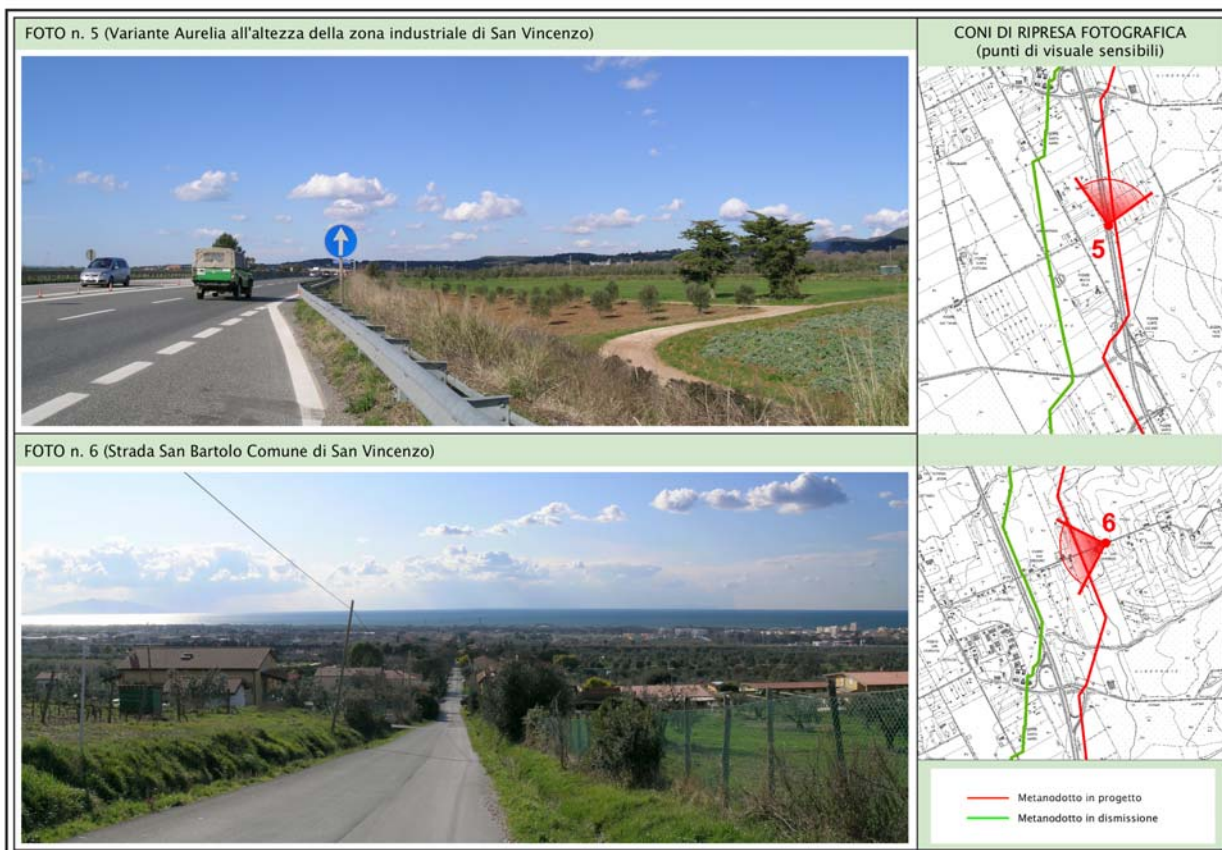 FOTO n. 5 (Variante Aurelia all'altezza della zona industriale di San Vincenzo)
CONI DI RIPRESA FOTOGRAFICA
(punti di visuale sensibili)
5
FOTO n. 6 (Strada San Bartolo Comune di San Vincenzo)
6
Metanodotto in progetto
Metanodotto in dismissione